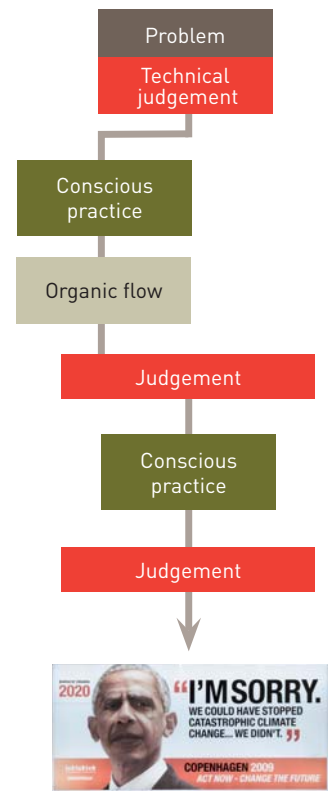 Problem
Technical
judgement
Conscious
practice
Organic flow
Judgement
Conscious
practice
Judgement
2020
“I'M SORRY.
WE COULD HAVE STOPPED
CATASTROPHIC CLIMATE
CHANGE... WE DIDN'T.”
COPENHAGEN 2009
ACT NOW - CHANGE THE FUTURE